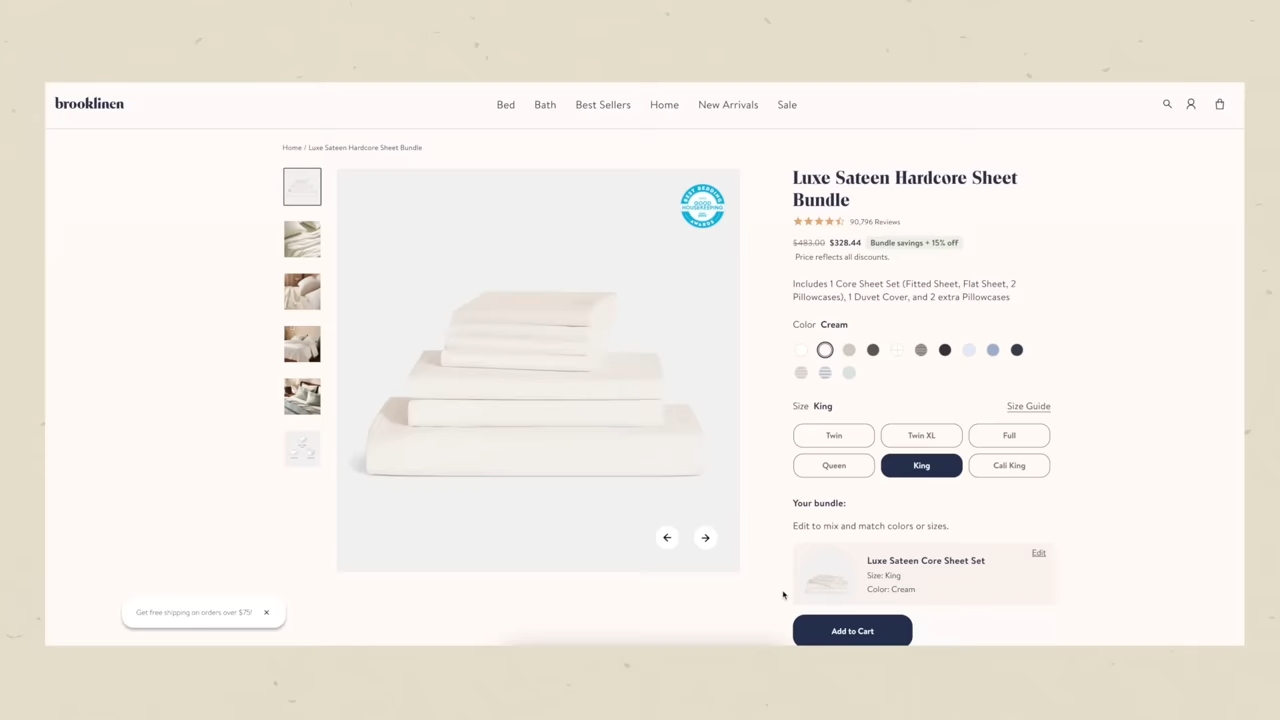 brooklinen
Bed Bath Best Sellers Home New Arrivals Sale
Home / Luxe Sateen Hardcore Sheet Bundle
BEST BEDDING
GOOD
HOUSEKEEPING
AWARDS
Luxe Sateen Hardcore Sheet
Bundle
90,796 Reviews
$483.00 $328.44 Bundle savings + 15% off
Price reflects all discounts.
Includes 1 Core Sheet Set (Fitted Sheet, Flat Sheet, 2
Pillowcases), 1 Duvet Cover, and 2 extra Pillowcases
Color Cream
Size King Size Guide
Twin Twin XL Full
Queen King Cali King
Your bundle:
Edit to mix and match colors or sizes.
Luxe Sateen Core Sheet Set Edit
Size: King
Color: Cream
Get free shipping on orders over $75! ×
Add to Cart